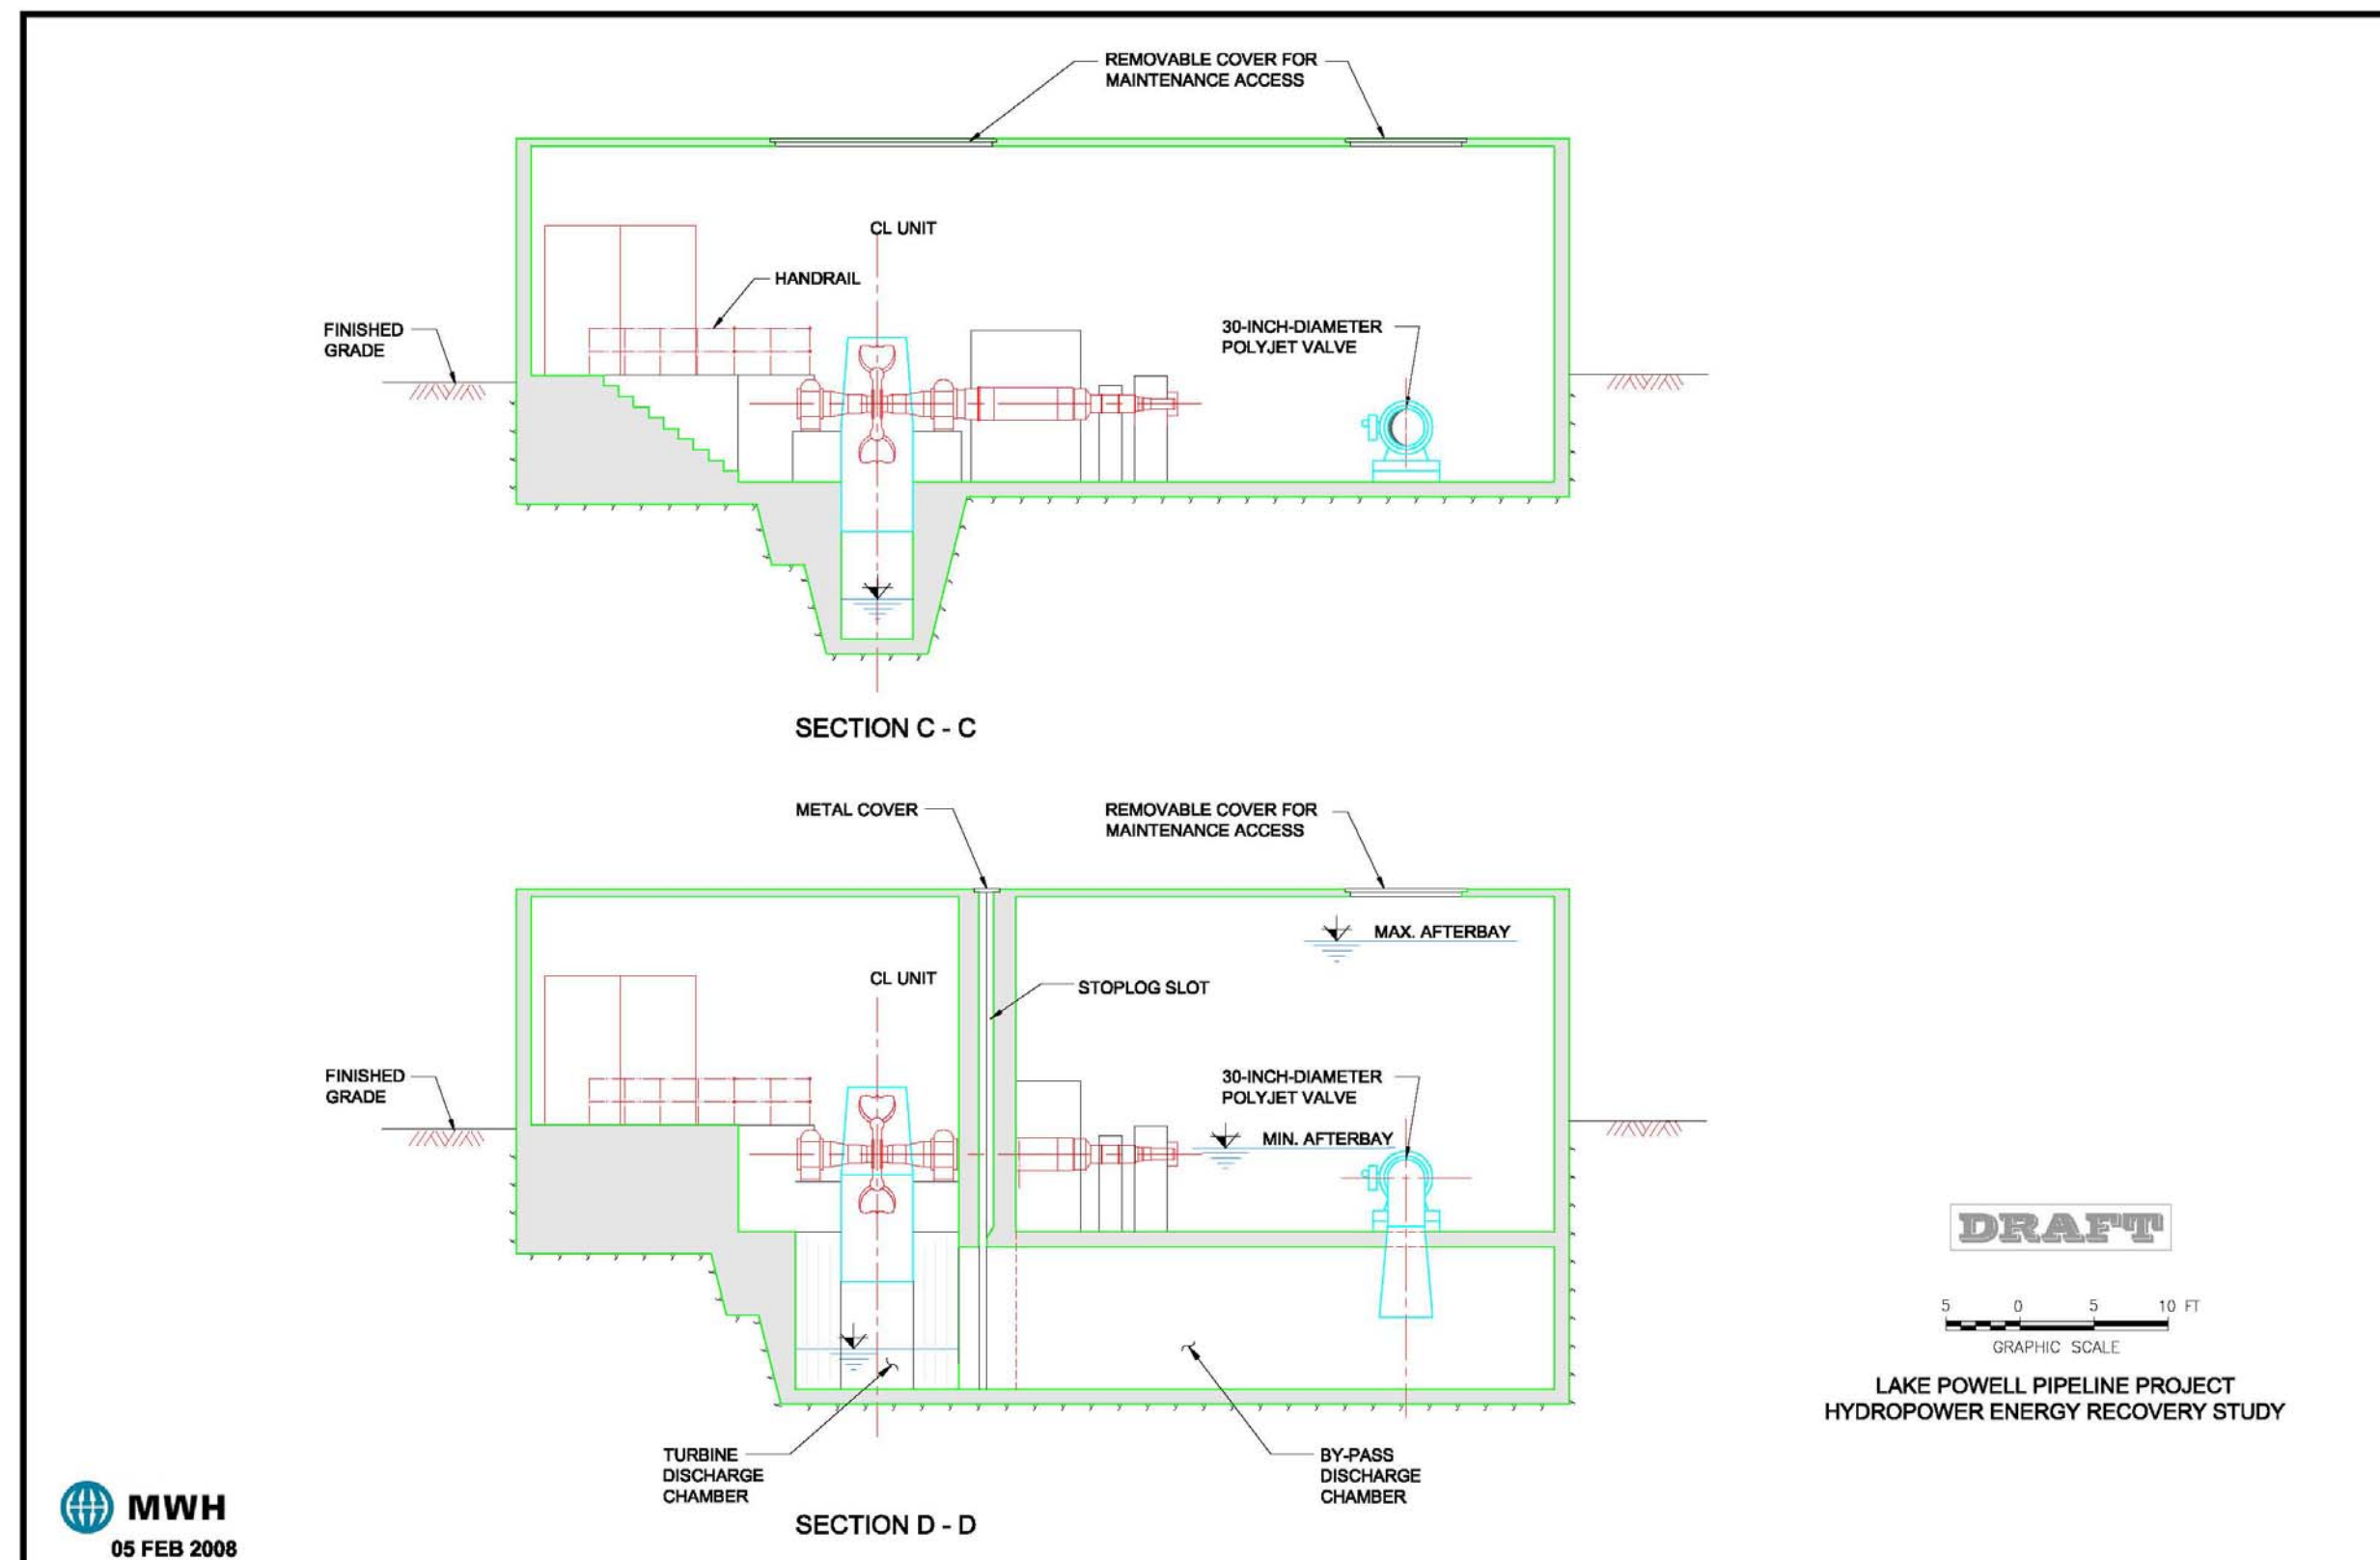 REMOVABLE COVER FOR
MAINTENANCE ACCESS
CL UNIT
HANDRAIL
FINISHED
GRADE
30-INCH-DIAMETER
POLYJET VALVE
SECTION C - C
METAL COVER
REMOVABLE COVER FOR
MAINTENANCE ACCESS
MAX. AFTERBAY
CL UNIT
STOPLOG SLOT
FINISHED
GRADE
30-INCH-DIAMETER
POLYJET VALVE
MIN. AFTERBAY
TURBINE
DISCHARGE
CHAMBER
BY-PASS
DISCHARGE
CHAMBER
SECTION D - D
DRAFT
5 0 5 10 FT
GRAPHIC SCALE
LAKE POWELL PIPELINE PROJECT
HYDROPOWER ENERGY RECOVERY STUDY
MWH
05 FEB 2008